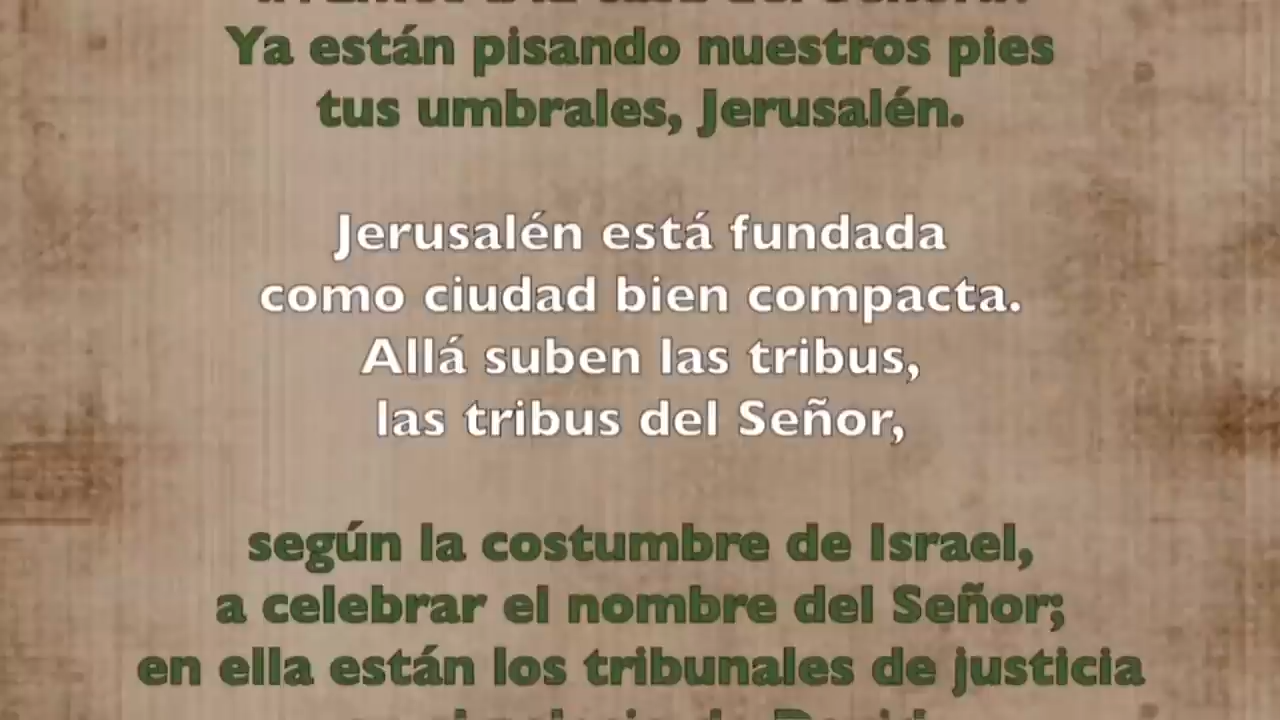 Ya están pisando nuestros pies
tus umbrales, Jerusalén.
Jerusalén está fundada
como ciudad bien compacta.
Allá suben las tribus,
las tribus del Señor,
según la costumbre de Israel,
a celebrar el nombre del Señor;
en ella están los tribunales de justicia